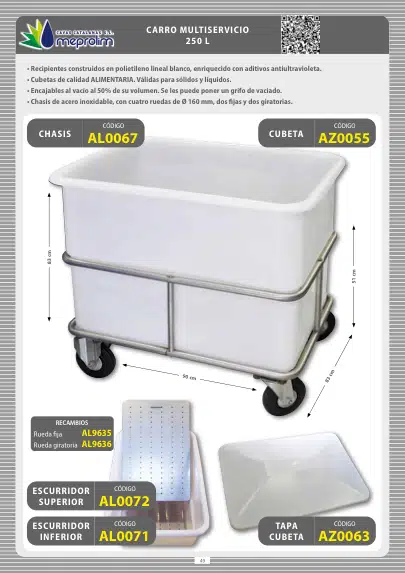 CAPAS CATALANAS S.L.
meprolim
CARRO MULTISERVICIO
250 L
• Recipientes construidos en polietileno lineal blanco, enriquecido con aditivos antiultravioleta.
• Cubetas de calidad ALIMENTARIA. Válidas para sólidos y líquidos.
• Encajables al vacío al 50% de su volumen. Se les puede poner un grifo de vaciado.
• Chasis de acero inoxidable, con cuatro ruedas de Ø 160 mm, dos fijas y dos giratorias.
CHASIS
CÓDIGO
AL0067
CUBETA
CÓDIGO
AZ0055
83 cm
51 cm
90 cm
RECAMBIOS
Rueda fija AL9635
Rueda giratoria AL9636
ESCURRIDOR
SUPERIOR
CÓDIGO
AL0072
ESCURRIDOR
INFERIOR
CÓDIGO
AL0071
TAPA
CUBETA
CÓDIGO
AZ0063